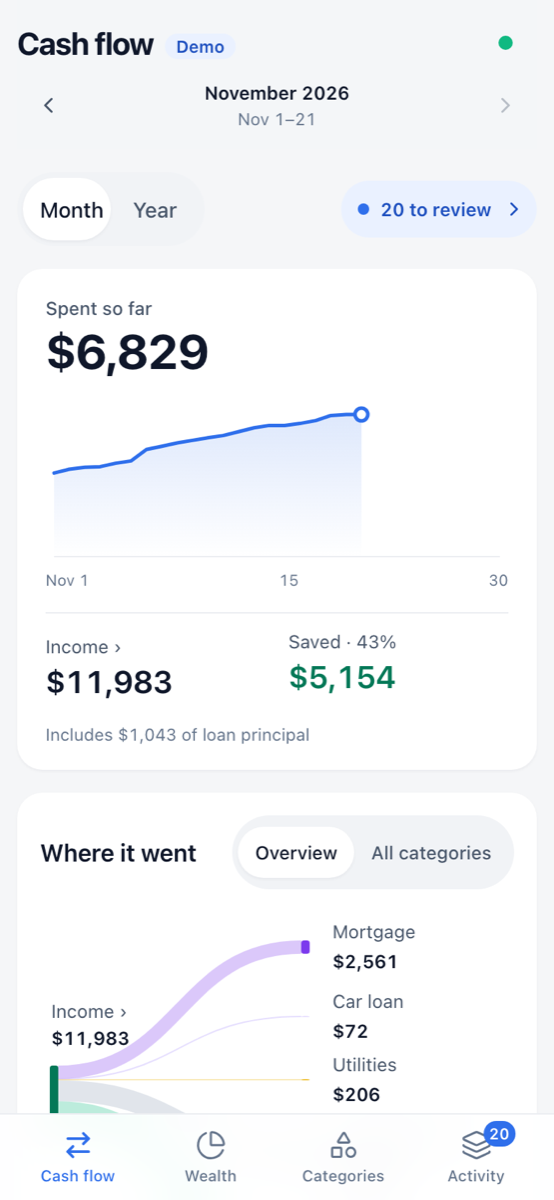 Cash flow Demo
November 2026
Nov 1–21
Month Year
20 to review
Spent so far
$6,829
Nov 1 15 30
Income ›
$11,983
Saved · 43%
$5,154
Includes $1,043 of loan principal
Where it went
Overview All categories
Mortgage
$2,561
Car loan
$72
Income ›
$11,983
Utilities
$206
20
Cash flow Wealth Categories Activity